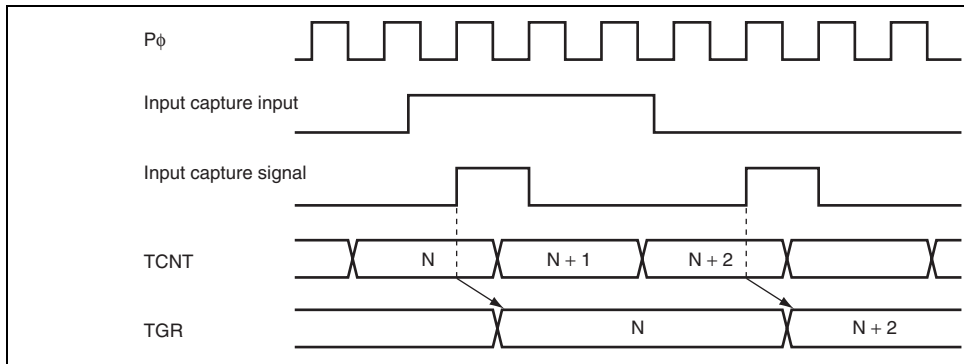 Pφ
Input capture input
Input capture signal
TCNT N N + 1 N + 2
TGR N N + 2